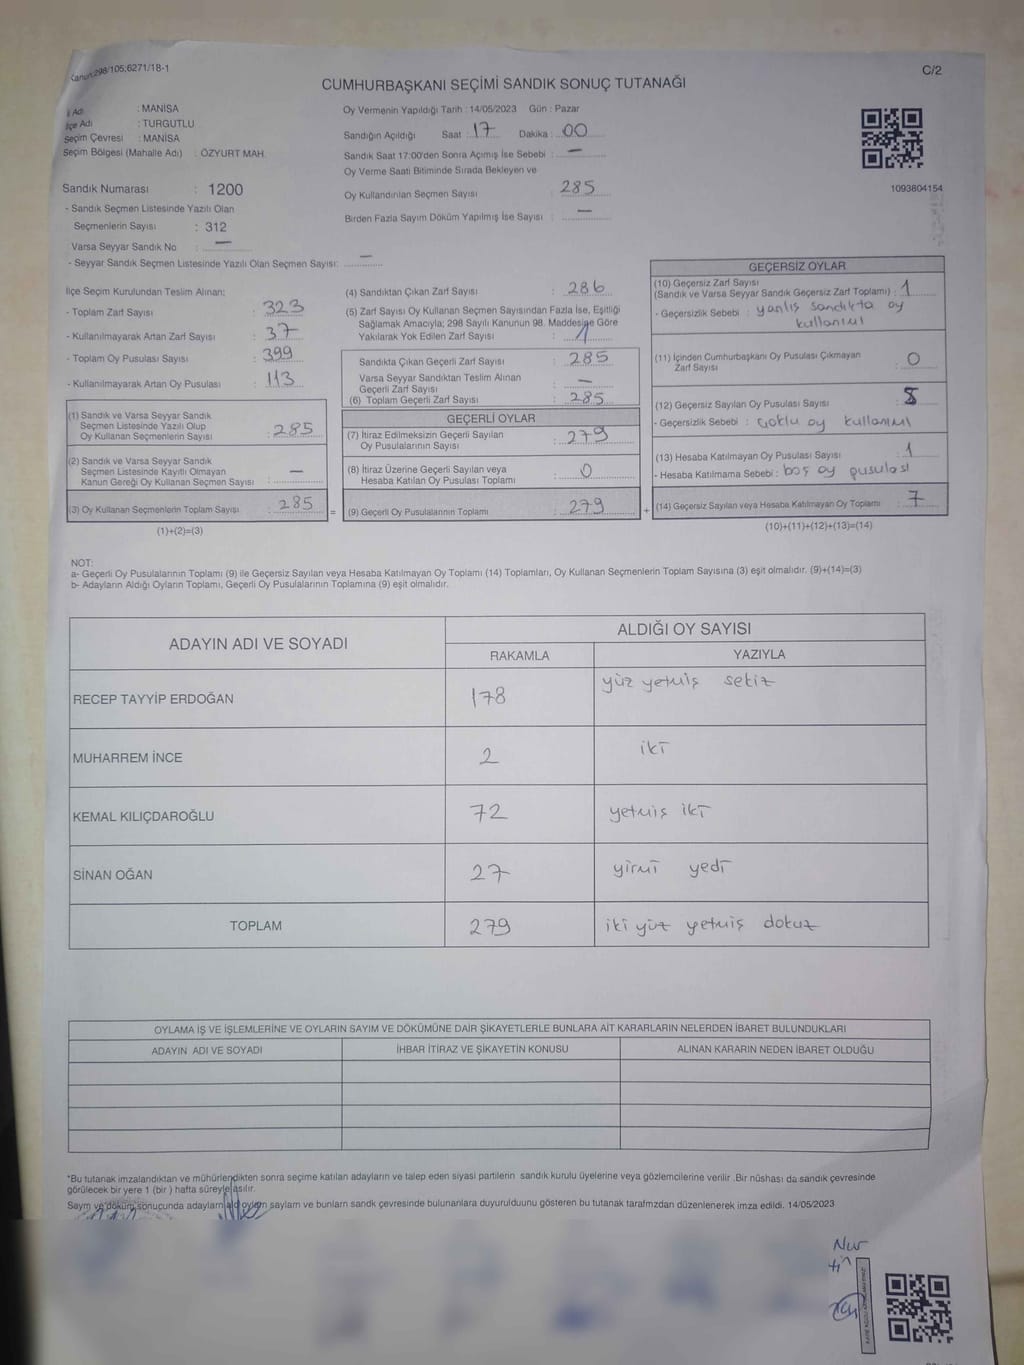 Kanun:298/105;6271/18-1
C/2
CUMHURBAŞKANI SEÇİMİ SANDIK SONUÇ TUTANAĞI
İl Adı : MANİSA
İlçe Adı : TURGUTLU
Seçim Çevresi : MANİSA
Seçim Bölgesi (Mahalle Adı) : ÖZYURT MAH.
Sandık Numarası : 1200
- Sandık Seçmen Listesinde Yazılı Olan
Seçmenlerin Sayısı : 312
Varsa Seyyar Sandık No : —
- Seyyar Sandık Seçmen Listesinde Yazılı Olan Seçmen Sayısı: —
Oy Vermenin Yapıldığı Tarih : 14/05/2023 Gün : Pazar
Sandığın Açıldığı Saat : 17 Dakika : 00
Sandık Saat 17:00'den Sonra Açımış İse Sebebi : —
Oy Verme Saati Bitiminde Sırada Bekleyen ve
Oy Kullandırılan Seçmen Sayısı : 285
Birden Fazla Sayım Döküm Yapılmış İse Sayısı : —
1093804154
İlçe Seçim Kurulundan Teslim Alınan:
- Toplam Zarf Sayısı : 323
- Kullanılmayarak Artan Zarf Sayısı : 37
- Toplam Oy Pusulası Sayısı : 399
- Kullanılmayarak Artan Oy Pusulası : 113
(1) Sandık ve Varsa Seyyar Sandık
Seçmen Listesinde Yazılı Olup
Oy Kullanan Seçmenlerin Sayısı : 285
(2) Sandık ve Varsa Seyyar Sandık
Seçmen Listesinde Kayıtlı Olmayan
Kanun Gereği Oy Kullanan Seçmen Sayısı : —
(3) Oy Kullanan Seçmenlerin Toplam Sayısı : 285
(1)+(2)=(3)
=
(4) Sandıktan Çıkan Zarf Sayısı : 286
(5) Zarf Sayısı Oy Kullanan Seçmen Sayısından Fazla İse, Eşitliği
Sağlamak Amacıyla; 298 Sayılı Kanunun 98. Maddesine Göre
Yakılarak Yok Edilen Zarf Sayısı : 1
Sandıkta Çıkan Geçerli Zarf Sayısı : 285
Varsa Seyyar Sandıktan Teslim Alınan
Geçerli Zarf Sayısı : —
(6) Toplam Geçerli Zarf Sayısı : 285
GEÇERLİ OYLAR
(7) İtiraz Edilmeksizin Geçerli Sayılan
Oy Pusulalarının Sayısı : 279
(8) İtiraz Üzerine Geçerli Sayılan veya
Hesaba Katılan Oy Pusulası Toplamı : 0
(9) Geçerli Oy Pusulalarının Toplamı : 279
+
GEÇERSİZ OYLAR
(10) Geçersiz Zarf Sayısı
(Sandık ve Varsa Seyyar Sandık Geçersiz Zarf Toplamı) : 1
- Geçersizlik Sebebi : yanlış sandıkta oy
kullanımı
(11) İçinden Cumhurbaşkanı Oy Pusulası Çıkmayan
Zarf Sayısı : 0
(12) Geçersiz Sayılan Oy Pusulası Sayısı :
- Geçersizlik Sebebi : çoklu oy kullanımı
(13) Hesaba Katılmayan Oy Pusulası Sayısı : 1
- Hesaba Katılmama Sebebi : boş oy pusulası
(14) Geçersiz Sayılan veya Hesaba Katılmayan Oy Toplamı : 7
(10)+(11)+(12)+(13)=(14)
NOT:
a- Geçerli Oy Pusulalarının Toplamı (9) ile Geçersiz Sayılan veya Hesaba Katılmayan Oy Toplamı (14) Toplamları, Oy Kullanan Seçmenlerin Toplam Sayısına (3) eşit olmalıdır. (9)+(14)=(3)
b- Adayların Aldığı Oyların Toplamı, Geçerli Oy Pusulalarının Toplamına (9) eşit olmalıdır.
ADAYIN ADI VE SOYADI
ALDIĞI OY SAYISI
RAKAMLA YAZIYLA
RECEP TAYYİP ERDOĞAN 178 yüz yetmiş sekiz
MUHARREM İNCE 2 iki
KEMAL KILIÇDAROĞLU 72 yetmiş iki
SİNAN OĞAN 27 yirmi yedi
TOPLAM 279 iki yüz yetmiş dokuz
OYLAMA İŞ VE İŞLEMLERİNE VE OYLARIN SAYIM VE DÖKÜMÜNE DAİR ŞİKAYETLERLE BUNLARA AİT KARARLARIN NELERDEN İBARET BULUNDUKLARI
ADAYIN ADI VE SOYADI İHBAR İTİRAZ VE ŞİKAYETİN KONUSU ALINAN KARARIN NEDEN İBARET OLDUĞU
*Bu tutanak imzalandıktan ve mühürlendikten sonra seçime katılan adayların ve talep eden siyasi partilerin sandık kurulu üyelerine veya gözlemcilerine verilir .Bir nüshası da sandık çevresinde
görülecek bir yere 1 (bir ) hafta süreyle asılır.
Saym ve döküm sonucunda adaylarn ald oylarn saylam ve bunlarn sandk çevresinde bulunanlara duyurulduunu gösteren bu tutanak tarafmzdan düzenlenerek imza edildi. 14/05/2023
Nur